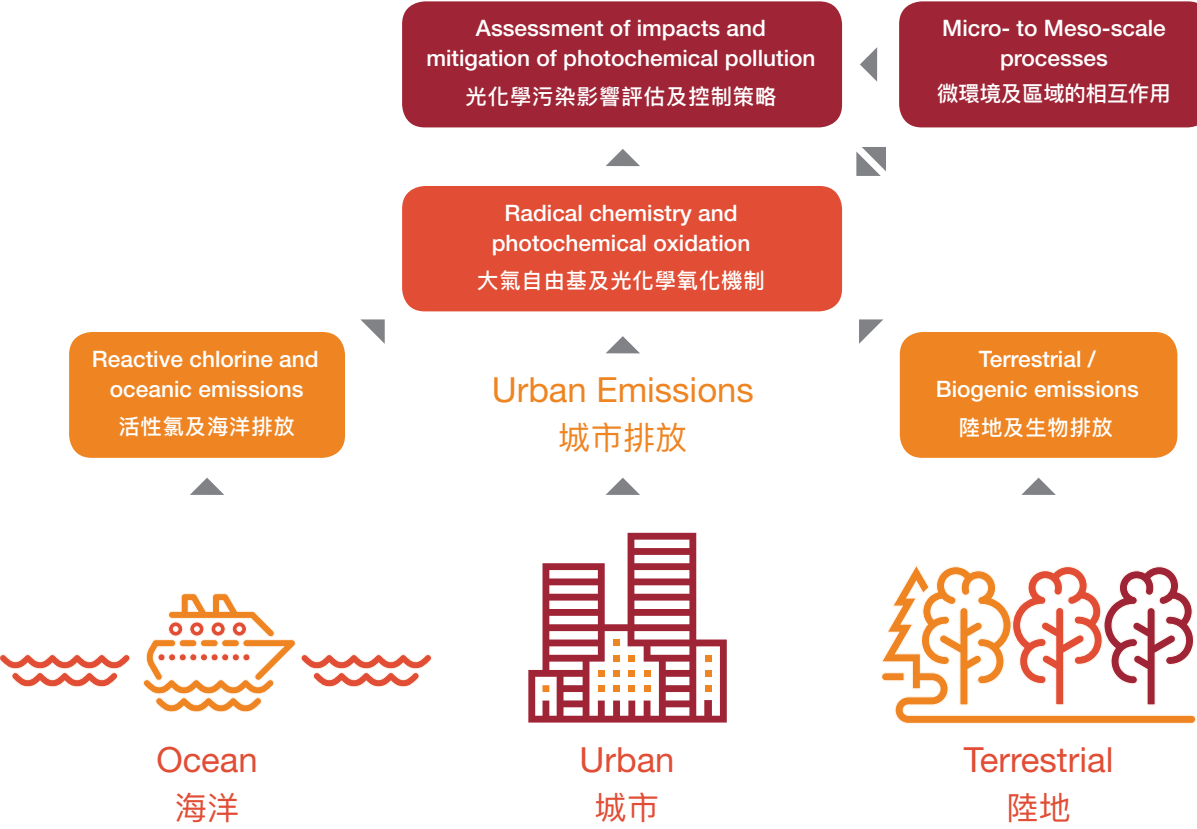 Assessment of impacts and
mitigation of photochemical pollution
光化學污染影響評估及控制策略
Micro- to Meso-scale
processes
微環境及區域的相互作用
Radical chemistry and
photochemical oxidation
大氣自由基及光化學氧化機制
Reactive chlorine and
oceanic emissions
活性氯及海洋排放
Urban Emissions
城市排放
Terrestrial /
Biogenic emissions
陸地及生物排放
Ocean
海洋
Urban
城市
Terrestrial
陸地